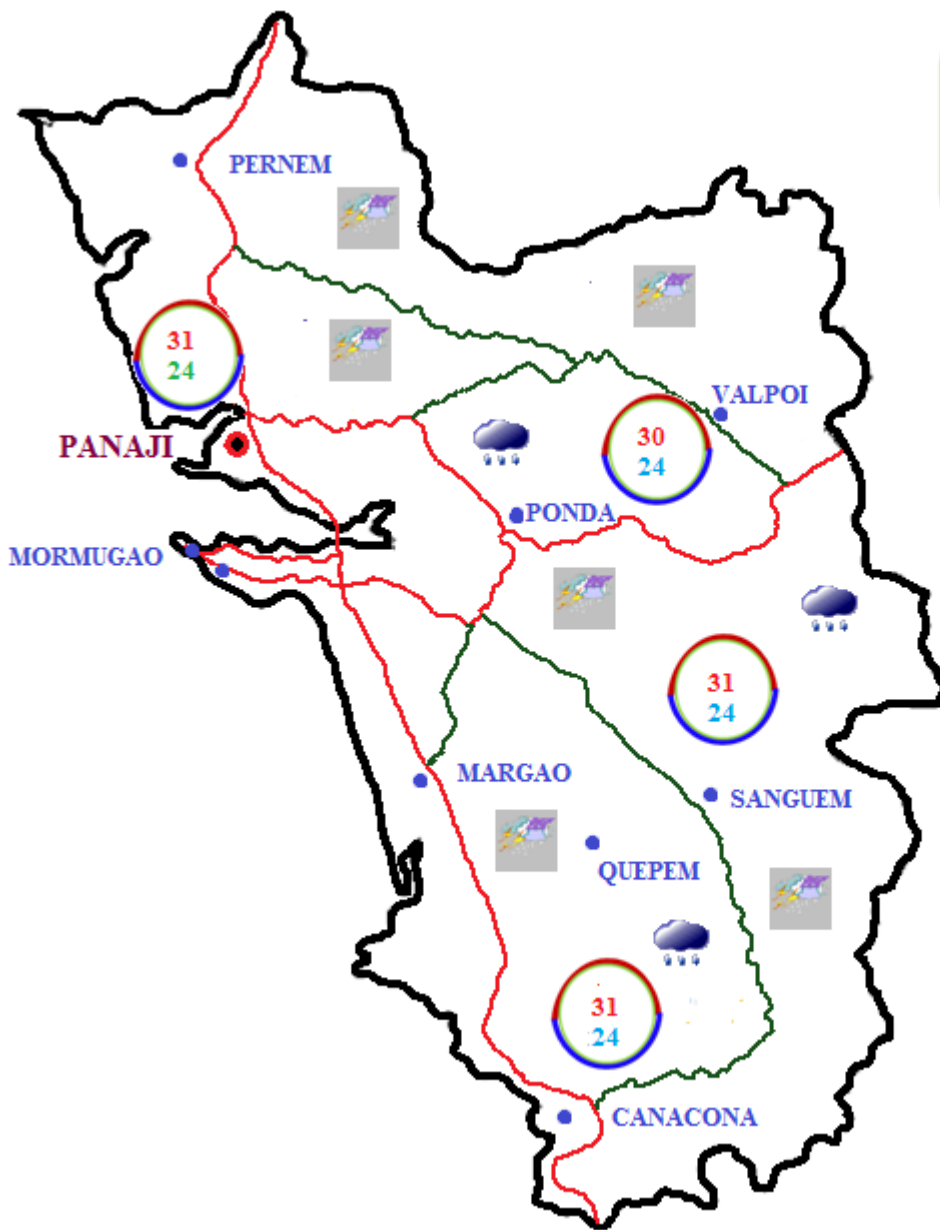 PERNEM
31
24
VALPOI
PANAJI
30
24
PONDA
MORMUGAO
31
24
MARGAO
SANGUEM
QUEPEM
31
24
CANACONA